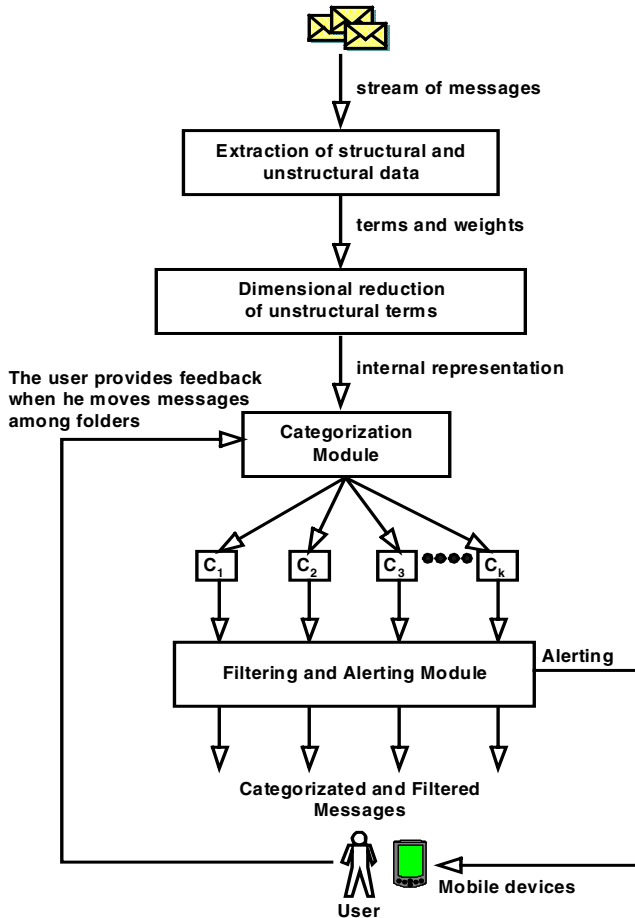 stream of messages
Extraction of structural and
unstructural data
terms and weights
Dimensional reduction
of unstructural terms
internal representation
The user provides feedback
when he moves messages
among folders
Categorization
Module
C1 C2 C3 Ck
Filtering and Alerting Module
Alerting
Categorizated and Filtered
Messages
Mobile devices
User